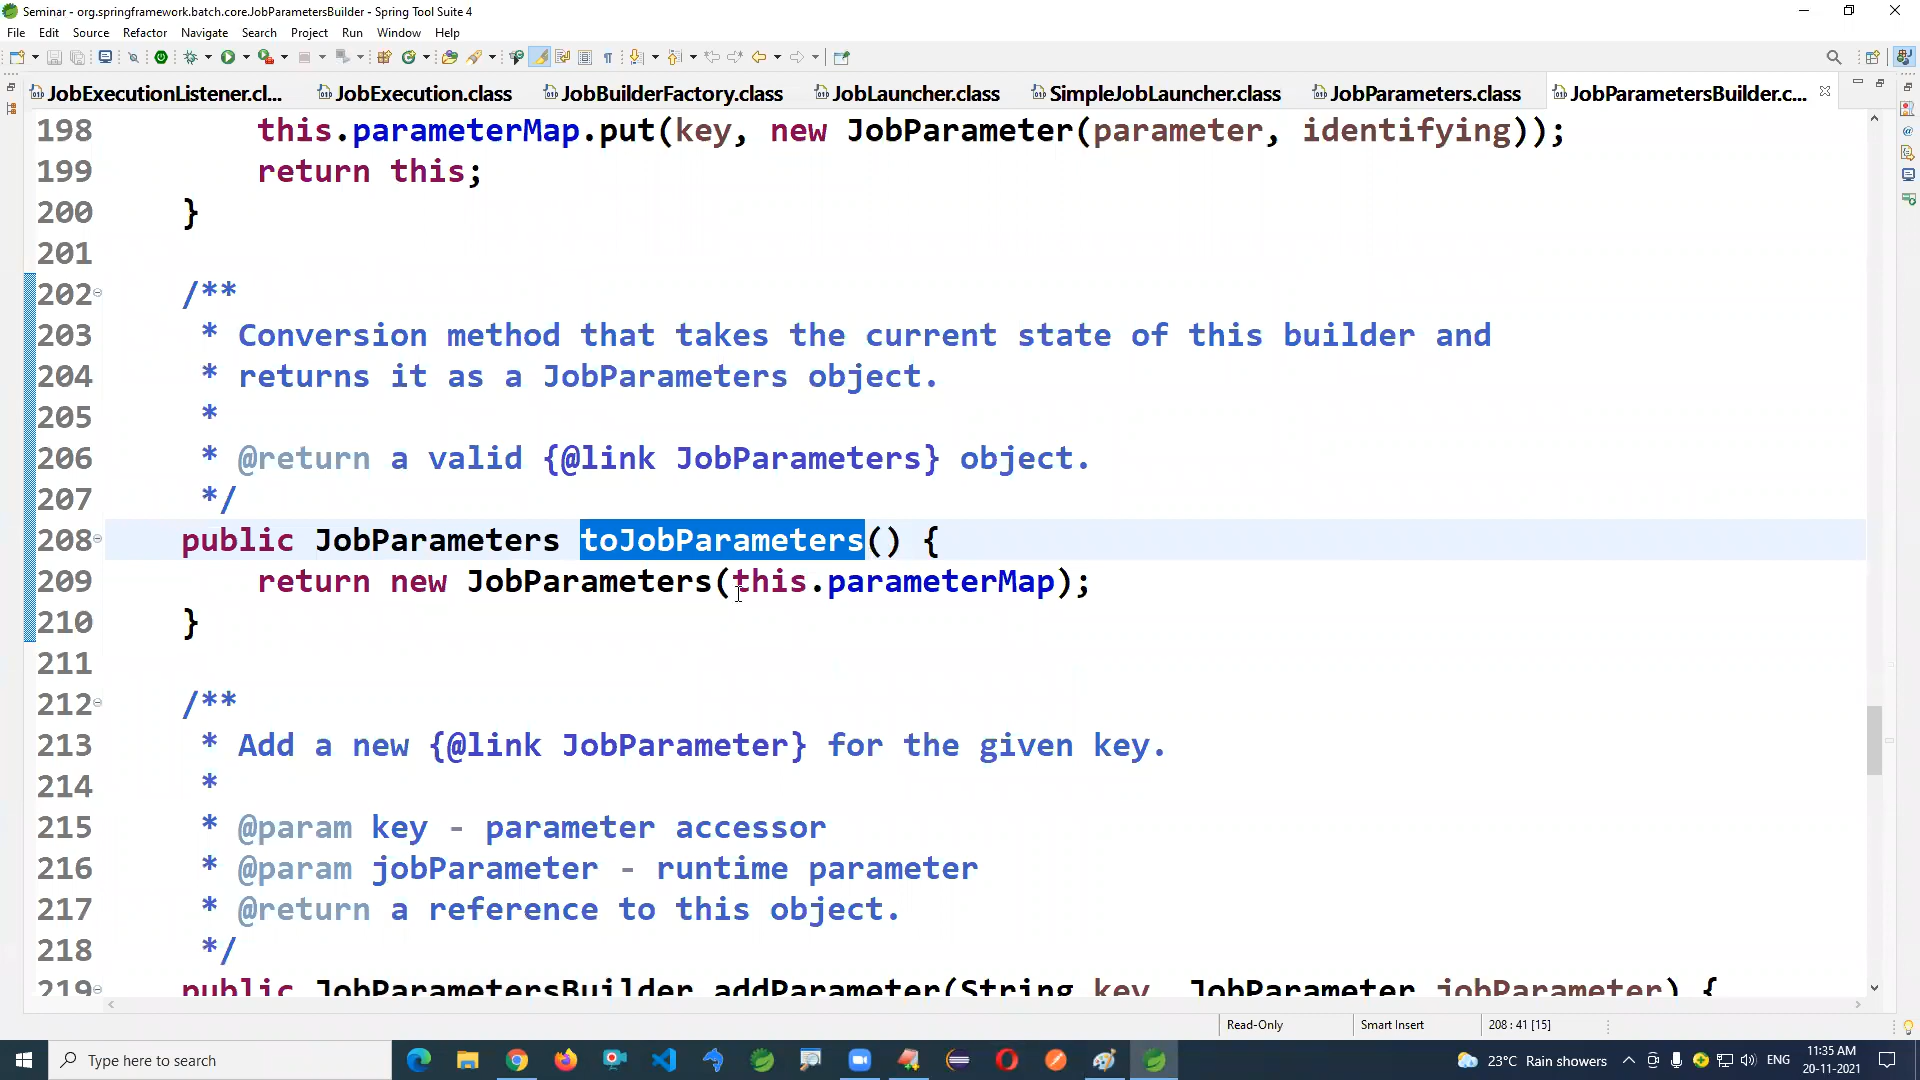 Seminar - org.springframework.batch.core.JobParametersBuilder - Spring Tool Suite 4
File Edit Source Refactor Navigate Search Project Run Window Help
JobExecutionListener.cl... JobExecution.class JobBuilderFactory.class JobLauncher.class SimpleJobLauncher.class JobParameters.class JobParametersBuilder.c...
198 this.parameterMap.put(key, new JobParameter(parameter, identifying));
199 return this;
200 }
201
202 /**
203 * Conversion method that takes the current state of this builder and
204 * returns it as a JobParameters object.
205 *
206 * @return a valid {@link JobParameters} object.
207 */
208 public JobParameters toJobParameters() {
209 return new JobParameters(this.parameterMap);
210 }
211
212 /**
213 * Add a new {@link JobParameter} for the given key.
214 *
215 * @param key - parameter accessor
216 * @param jobParameter - runtime parameter
217 * @return a reference to this object.
218 */
219 public JobParametersBuilder addParameter(String key, JobParameter jobParameter) {
Read-Only Smart Insert 208 : 41 [15]
Type here to search 23°C Rain showers ENG 11:35 AM
20-11-2021